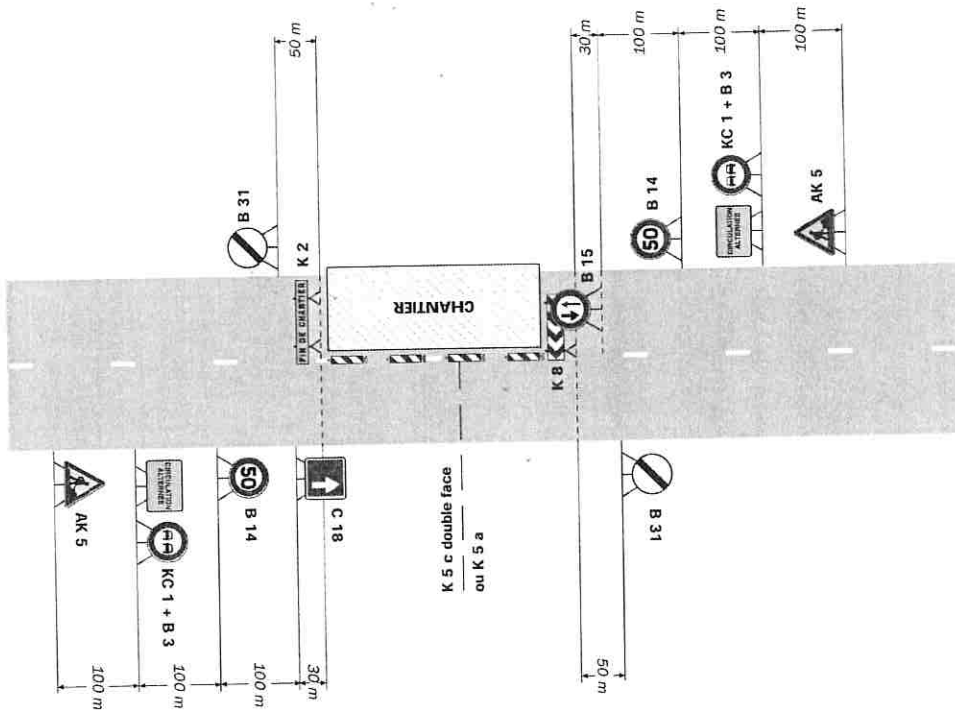 50 m
30 m
100 m
100 m
100 m
B 31
K 2
FIN DE CHANTIER
CHANTIER
K 8
B 15
50
B 14
CIRCULATION
ALTERNÉE
KC 1 + B 3
AK 5
AK 5
CIRCULATION
ALTERNÉE
KC 1 + B 3
50
B 14
C 18
K 5 c double face
ou K 5 a
B 31
100 m
100 m
100 m
30 m
50 m